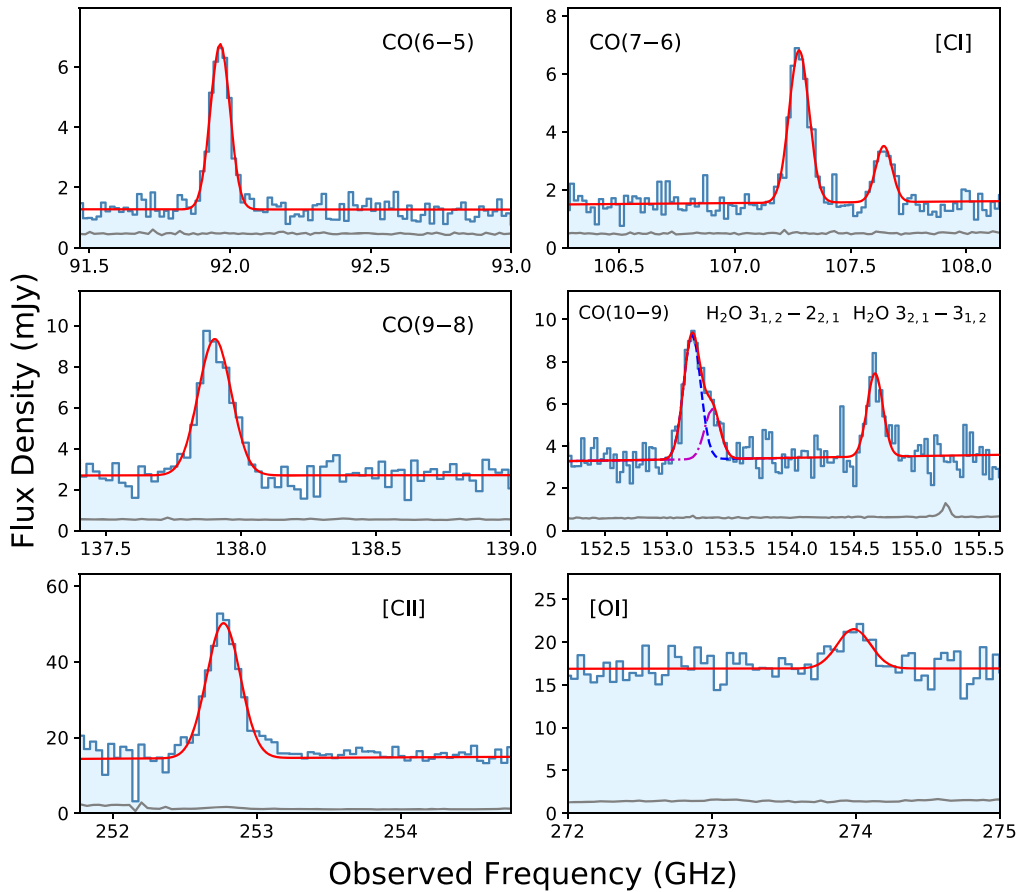 CO(6−5)
0
2
4
6
91.5 92.0 92.5 93.0
CO(7−6) [CI]
0
2
4
6
8
106.5 107.0 107.5 108.0
CO(9−8)
0
2
4
6
8
10
137.5 138.0 138.5 139.0
CO(10−9) H₂O 3₁,₂ − 2₂,₁ H₂O 3₂,₁ − 3₁,₂
0
2
4
6
8
10
152.5 153.0 153.5 154.0 154.5 155.0 155.5
[CII]
0
20
40
60
252 253 254
[OI]
0
5
10
15
20
25
272 273 274 275
Flux Density (mJy)
Observed Frequency (GHz)